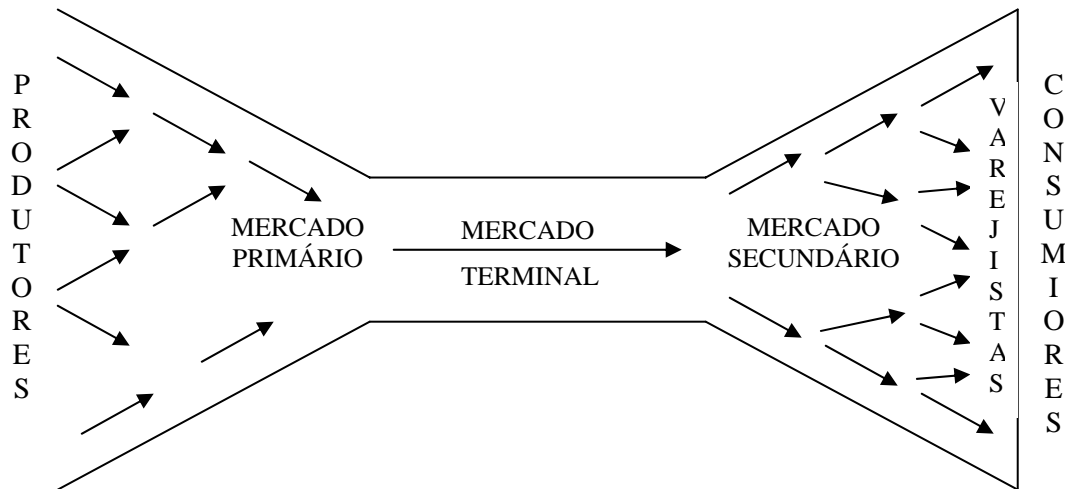 PRODUTORES
MERCADO
PRIMÁRIO
MERCADO
TERMINAL
MERCADO
SECUNDÁRIO
VAREJISTAS
CONSUMIORES